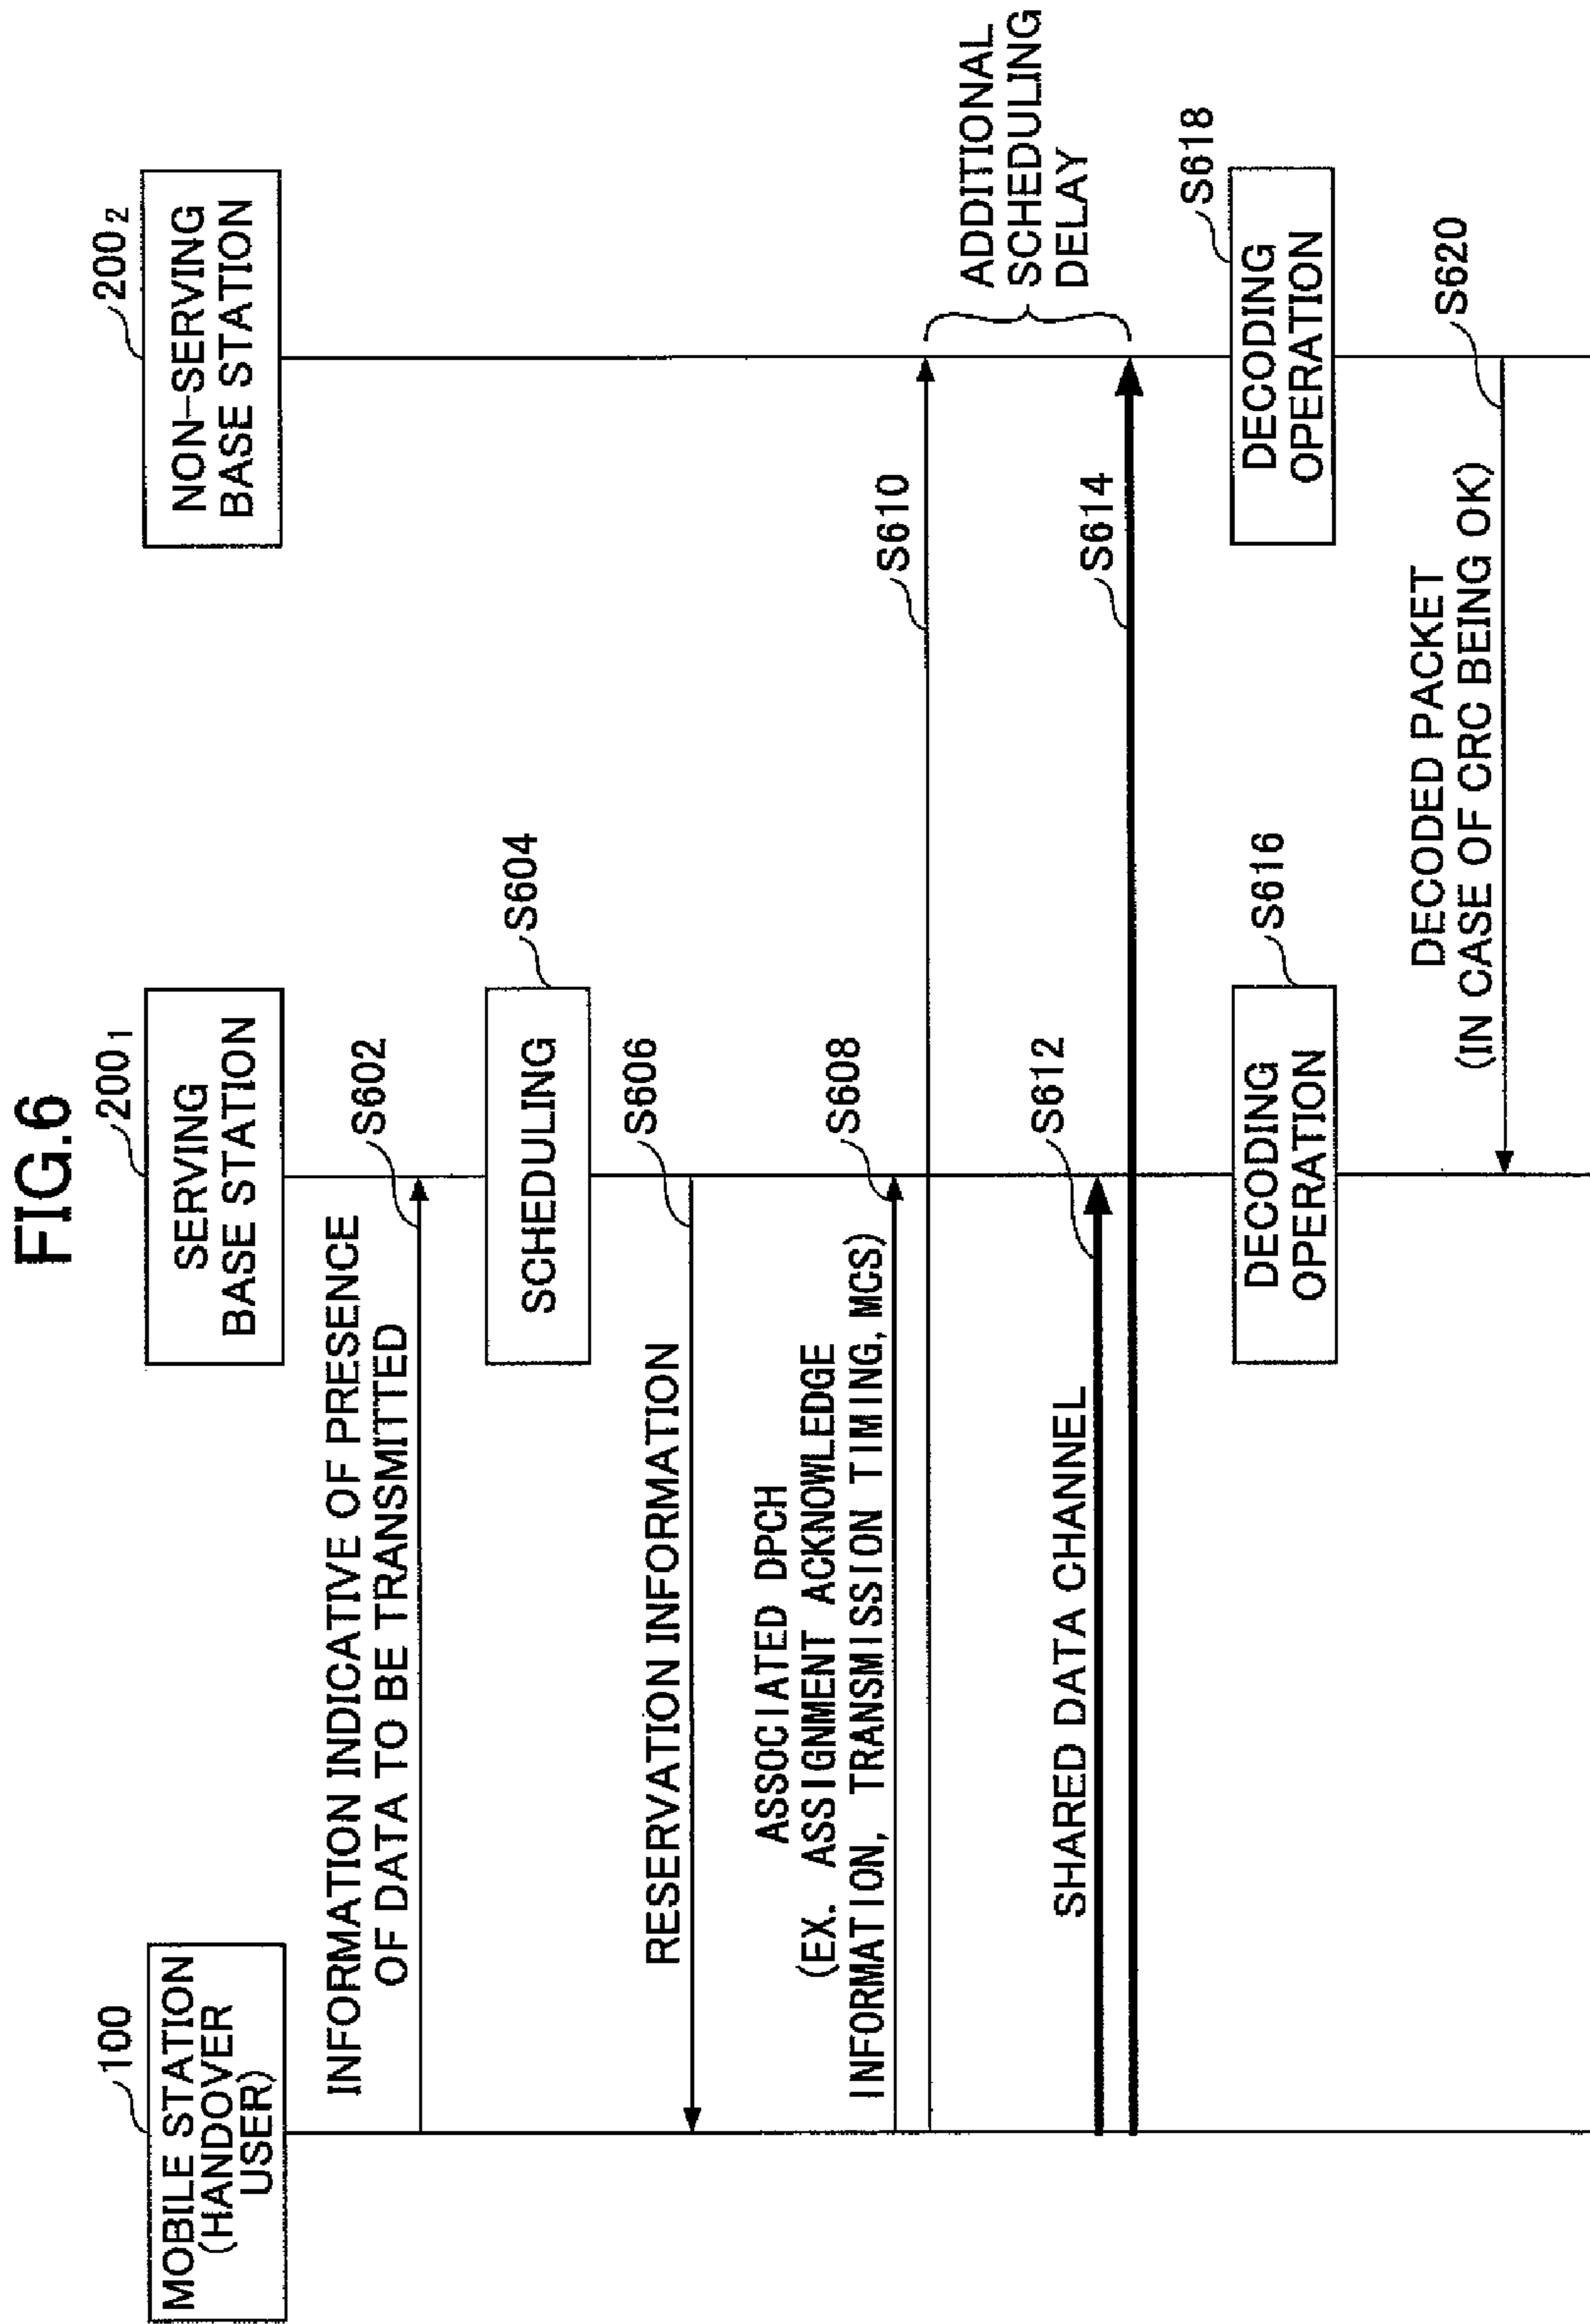 FIG.6
100
MOBILE STATION
(HANDOVER
USER)
200₁
SERVING
BASE STATION
200₂
NON-SERVING
BASE STATION
INFORMATION INDICATIVE OF PRESENCE
OF DATA TO BE TRANSMITTED
S602
SCHEDULING
S604
RESERVATION INFORMATION
S606
ASSOCIATED DPCH
(EX. ASSIGNMENT ACKNOWLEDGE
INFORMATION, TRANSMISSION TIMING, MCS)
S608
S610
ADDITIONAL
SCHEDULING
DELAY
SHARED DATA CHANNEL
S612
S614
DECODING
OPERATION
S616
DECODING
OPERATION
S618
DECODED PACKET
(IN CASE OF CRC BEING OK)
S620